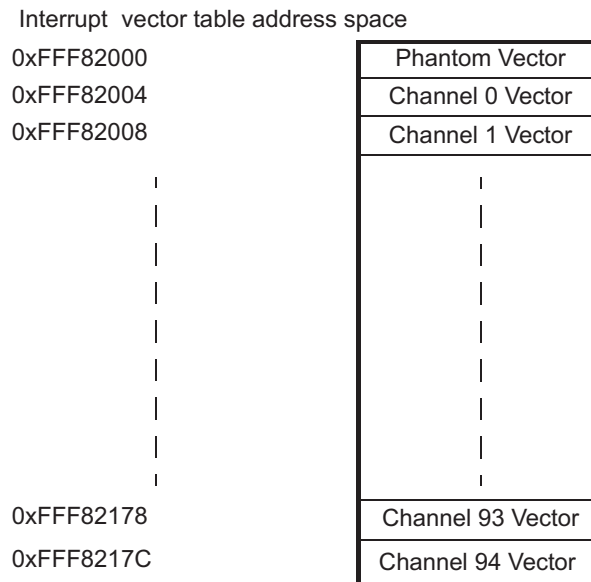 Interrupt vector table address space
0xFFF82000 Phantom Vector
0xFFF82004 Channel 0 Vector
0xFFF82008 Channel 1 Vector
0xFFF82178 Channel 93 Vector
0xFFF8217C Channel 94 Vector